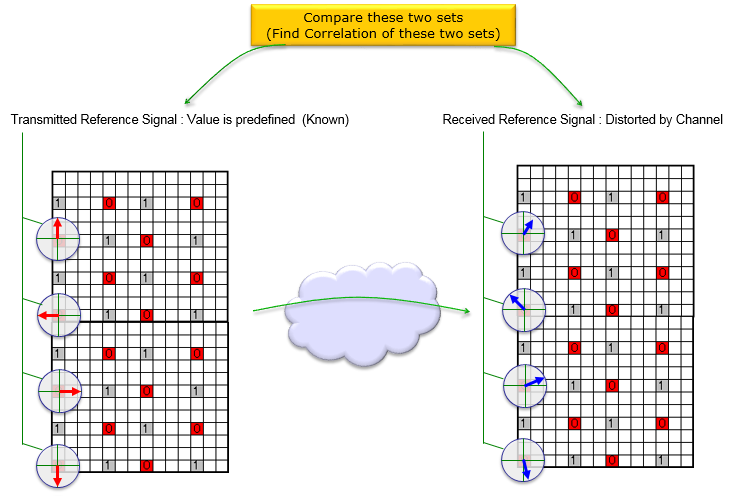 Compare these two sets
(Find Correlation of these two sets)
Transmitted Reference Signal : Value is predefined (Known)
1 0 1 0
1 0 1
1 0 1 0
1 0 1
1 0 1 0
1 0 1
1 0 1 0
1 0 1
Received Reference Signal : Distorted by Channel
1 0 1 0
1 0 1
1 0 1 0
1 0 1
1 0 1 0
1 0 1
1 0 1 0
1 0 1